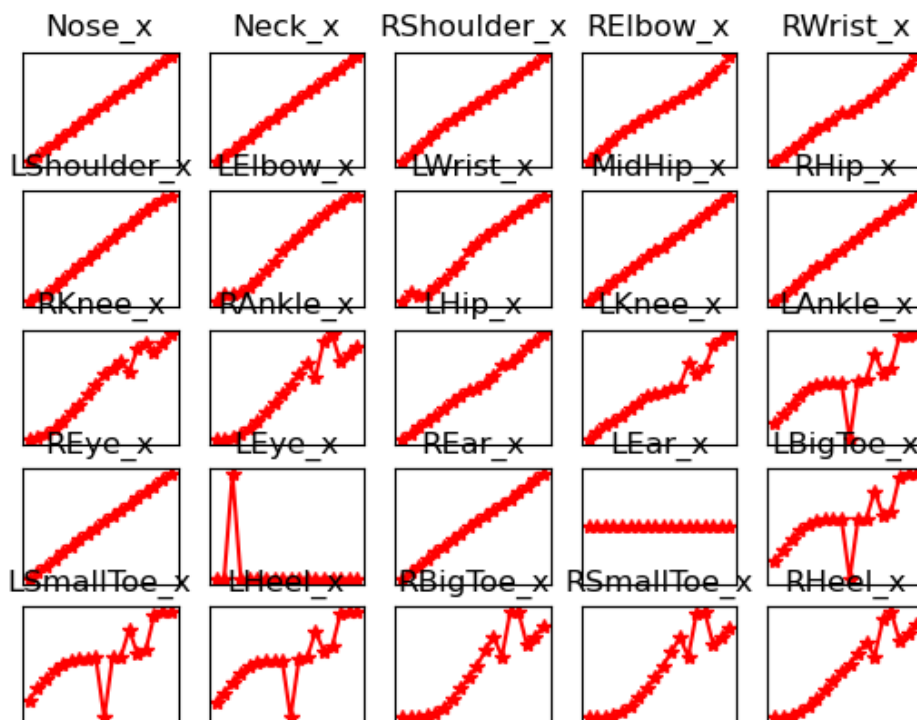 Nose_x Neck_x RShoulder_x RElbow_x RWrist_x
LShoulder_x LElbow_x LWrist_x MidHip_x RHip_x
RKnee_x RAnkle_x LHip_x LKnee_x LAnkle_x
REye_x LEye_x REar_x LEar_x LBigToe_x
LSmallToe_x LHeel_x RBigToe_x RSmallToe_x RHeel_x